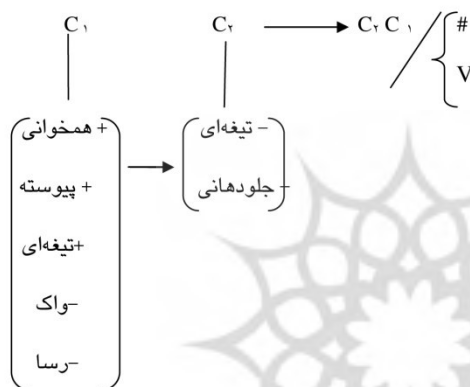 C۱ C۲ → C۲ C۱ / #
V
+ همخوانی → – تیغه‌ای
+ پیوسته – جلودهانی
+تیغه‌ای
–واک
–رسا